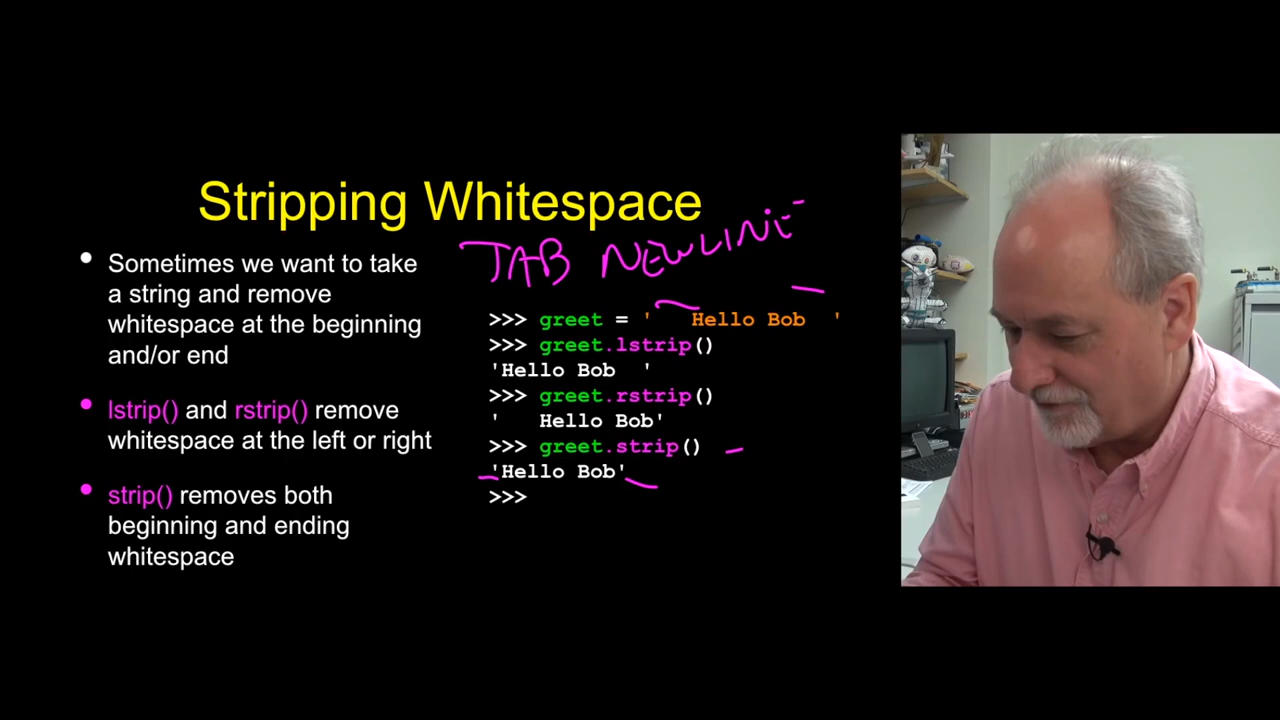 Stripping Whitespace
TAB NEWLINE
• Sometimes we want to take
a string and remove
whitespace at the beginning
and/or end
• lstrip() and rstrip() remove
whitespace at the left or right
• strip() removes both
beginning and ending
whitespace
>>> greet = '   Hello Bob  '
>>> greet.lstrip()
'Hello Bob  '
>>> greet.rstrip()
'   Hello Bob'
>>> greet.strip()
'Hello Bob'
>>>